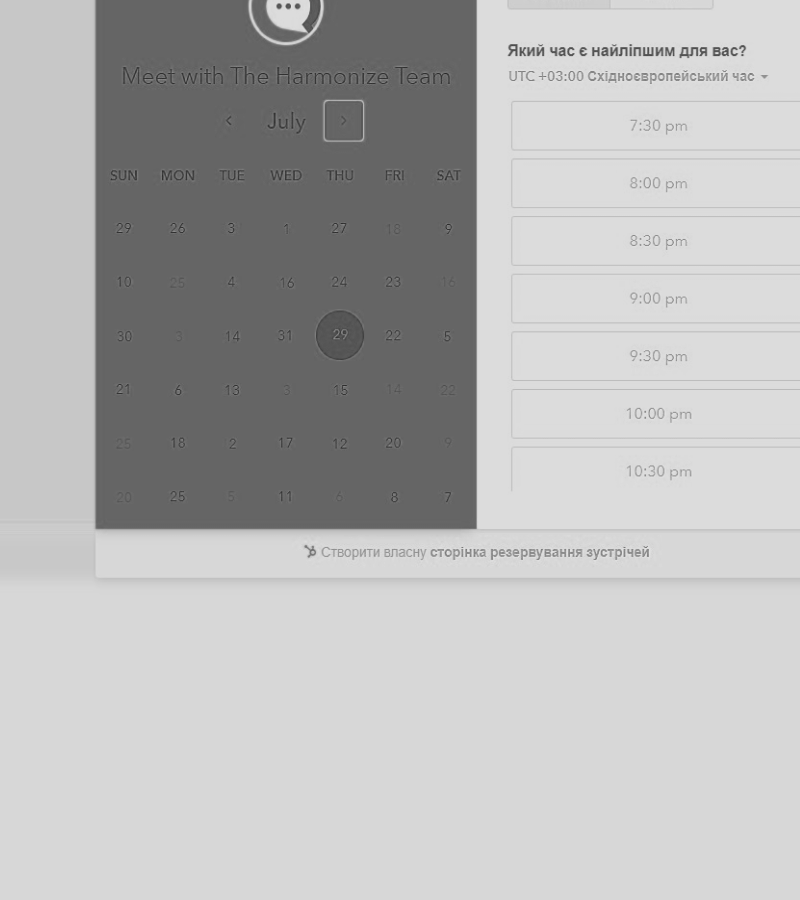 Meet with The Harmonize Team
July
SUN MON TUE WED THU FRI SAT
29 26 3 1 27 18 9
10 25 4 16 24 23 16
30 3 14 31 29 22 5
21 6 13 3 15 14 22
25 18 2 17 12 20 9
20 25 5 11 6 8 7
Який час є найліпшим для вас?
UTC +03:00 Східноєвропейський час
7:30 pm
8:00 pm
8:30 pm
9:00 pm
9:30 pm
10:00 pm
10:30 pm
Створити власну сторінка резервування зустрічей